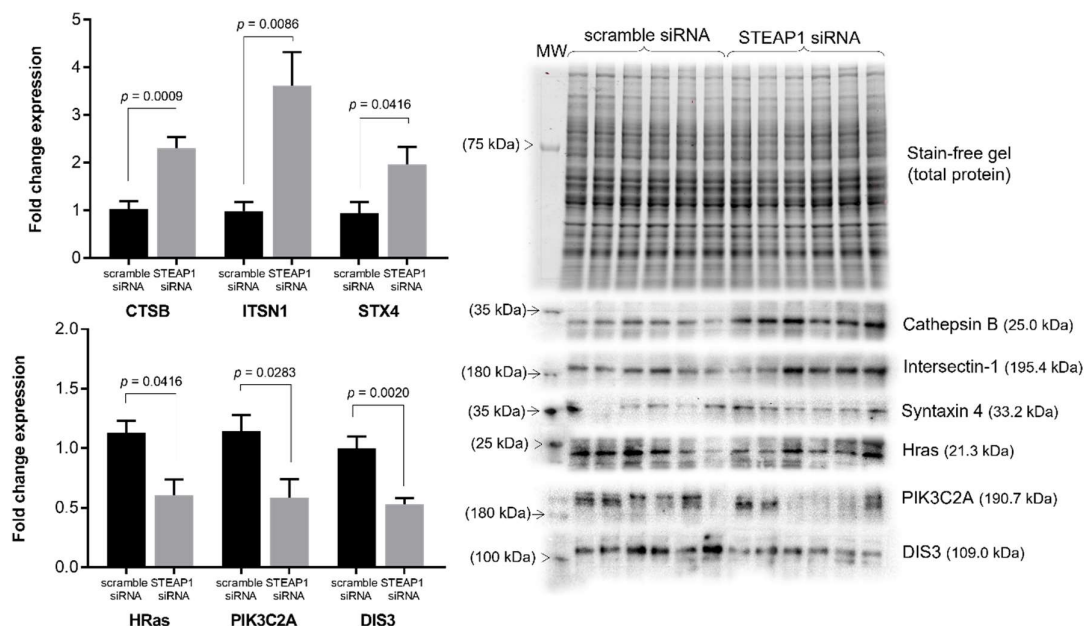 Fold change expression
5
4
3
2
1
0
p = 0.0009
p = 0.0086
p = 0.0416
scramble siRNA
STEAP1 siRNA
scramble siRNA
STEAP1 siRNA
scramble siRNA
STEAP1 siRNA
CTSB ITSN1 STX4
Fold change expression
2.0
1.5
1.0
0.5
0.0
p = 0.0416
p = 0.0283
p = 0.0020
scramble siRNA
STEAP1 siRNA
scramble siRNA
STEAP1 siRNA
scramble siRNA
STEAP1 siRNA
HRas PIK3C2A DIS3
MW scramble siRNA STEAP1 siRNA
(75 kDa)
Stain-free gel
(total protein)
(35 kDa) Cathepsin B (25.0 kDa)
(180 kDa) Intersectin-1 (195.4 kDa)
(35 kDa) Syntaxin 4 (33.2 kDa)
(25 kDa) Hras (21.3 kDa)
(180 kDa) PIK3C2A (190.7 kDa)
(100 kDa) DIS3 (109.0 kDa)